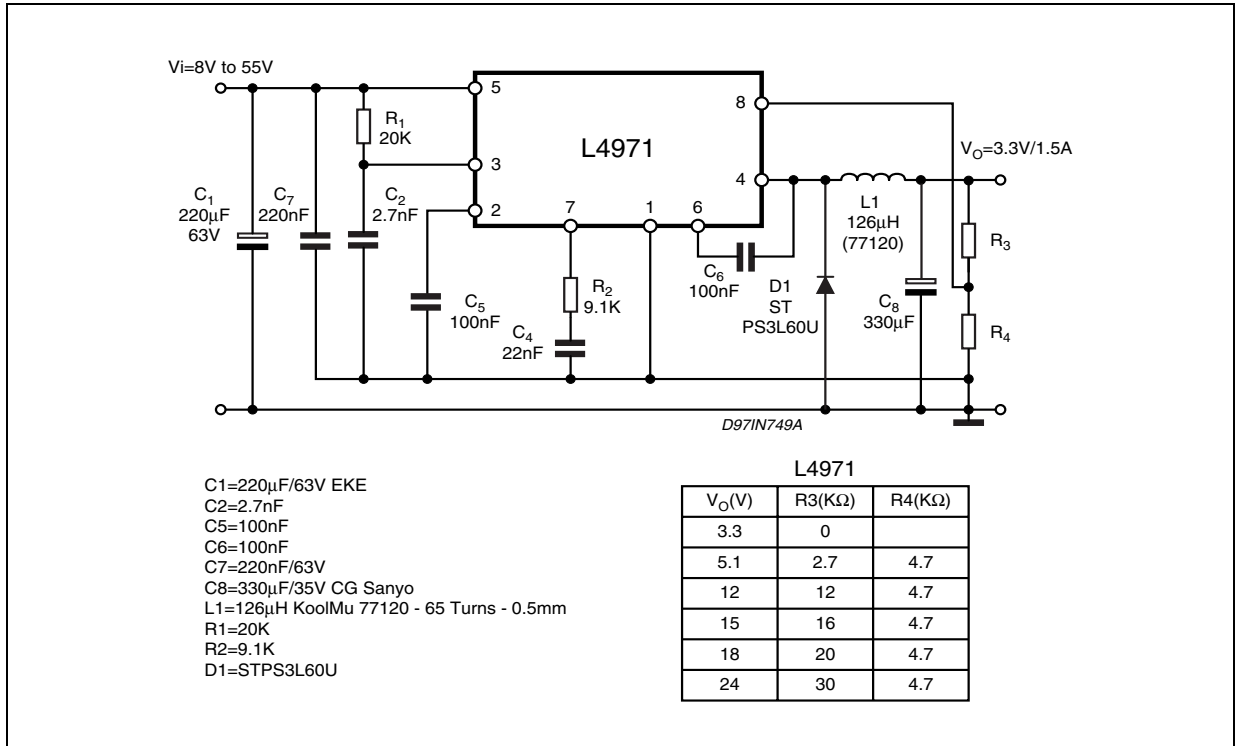 Vi=8V to 55V
5
8
R1
20K
L4971
VO=3.3V/1.5A
3
4
C1
220μF
63V
C7
220nF
C2
2.7nF
2
7
1
6
L1
126μH
(77120)
R3
C6
100nF
D1
ST
PS3L60U
R2
9.1K
C5
100nF
C4
22nF
C8
330μF
R4
D97IN749A
C1=220μF/63V EKE
C2=2.7nF
C5=100nF
C6=100nF
C7=220nF/63V
C8=330μF/35V CG Sanyo
L1=126μH KoolMu 77120 - 65 Turns - 0.5mm
R1=20K
R2=9.1K
D1=STPS3L60U
L4971
VO(V) R3(KΩ) R4(KΩ)
3.3 0
5.1 2.7 4.7
12 12 4.7
15 16 4.7
18 20 4.7
24 30 4.7